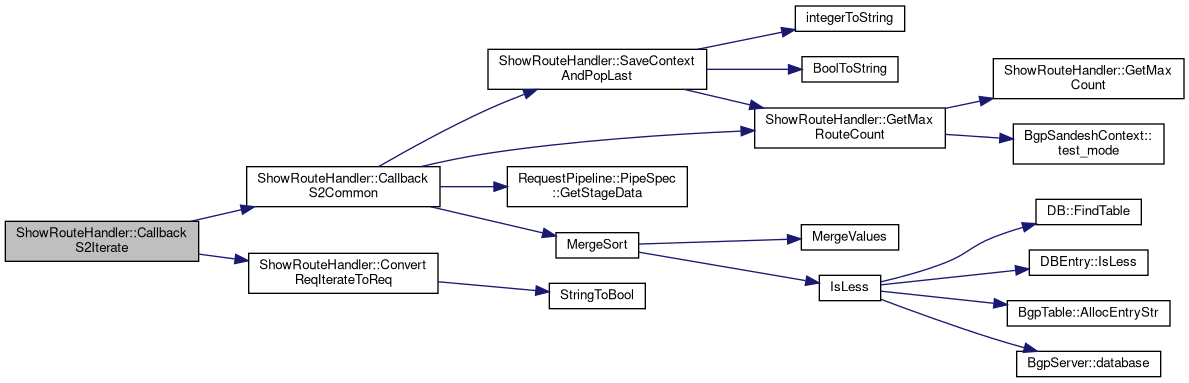 ShowRouteHandler::Callback
S2Iterate
ShowRouteHandler::Callback
S2Common
ShowRouteHandler::SaveContext
AndPopLast
integerToString
BoolToString
ShowRouteHandler::GetMax
RouteCount
ShowRouteHandler::GetMax
Count
BgpSandeshContext::
test_mode
RequestPipeline::PipeSpec
::GetStageData
MergeSort
MergeValues
IsLess
DB::FindTable
DBEntry::IsLess
BgpTable::AllocEntryStr
BgpServer::database
ShowRouteHandler::Convert
ReqIterateToReq
StringToBool